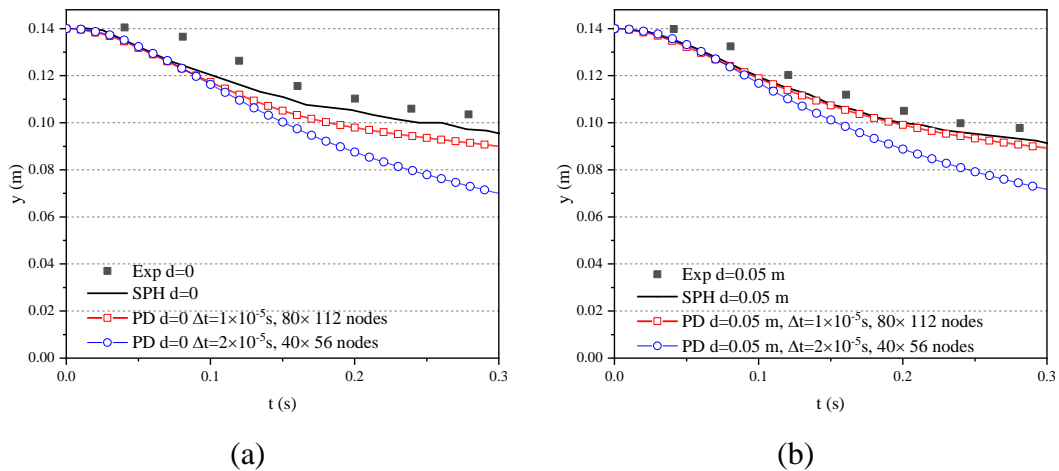 0.14
0.12
0.10
0.08
0.06
0.04
0.02
0.00
y (m)
Exp d=0
SPH d=0
PD d=0 Δt=1×10⁻⁵s, 80× 112 nodes
PD d=0 Δt=2×10⁻⁵s, 40× 56 nodes
0.0 0.1 0.2 0.3
t (s)
(a)
0.14
0.12
0.10
0.08
0.06
0.04
0.02
0.00
y (m)
Exp d=0.05 m
SPH d=0.05 m
PD d=0.05 m, Δt=1×10⁻⁵s, 80× 112 nodes
PD d=0.05 m, Δt=2×10⁻⁵s, 40× 56 nodes
0.0 0.1 0.2 0.3
t (s)
(b)